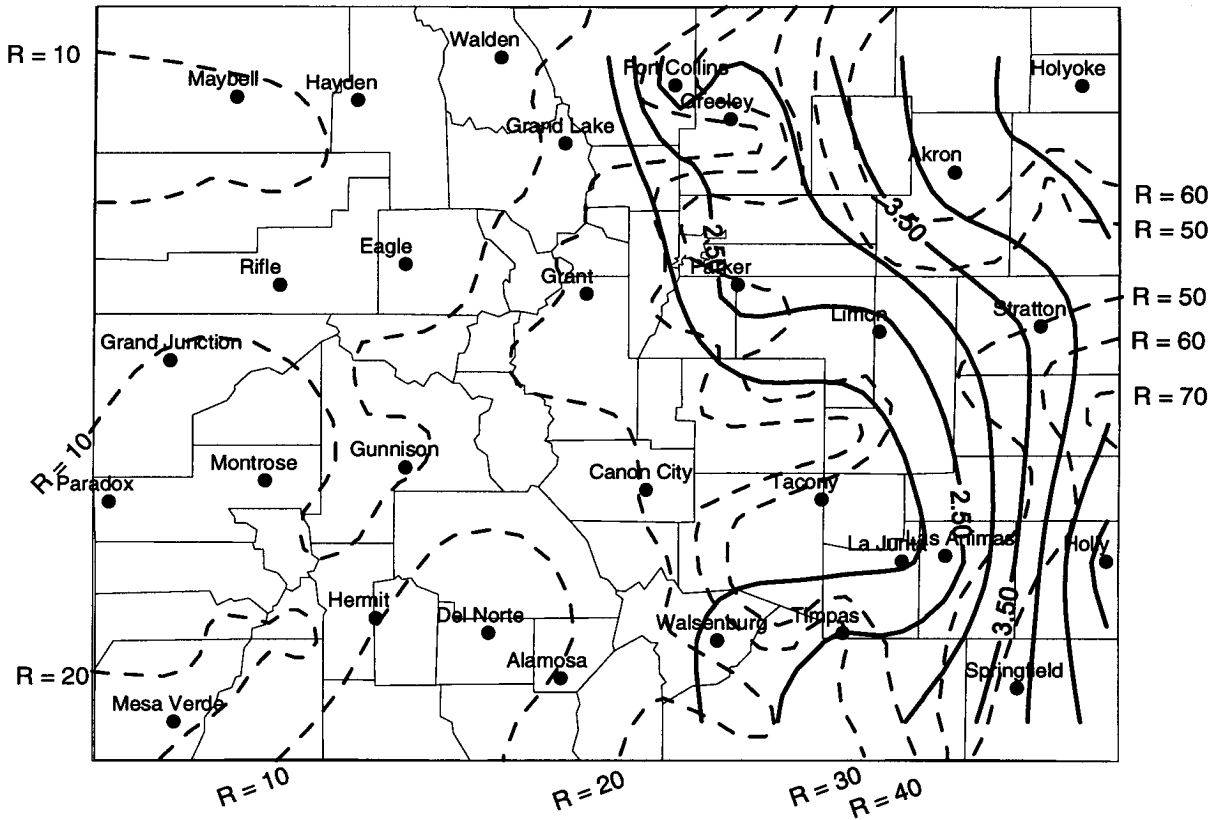 Walden
R = 10
Fort Collins
Holyoke
Maybell
Hayden
Greeley
Grand Lake
Akron
R = 60
3.50
R = 50
2.50
Eagle
Rifle
Grant
Parker
R = 50
Stratton
Limon
Grand Junction
R = 60
R = 70
R = 10
Gunnison
Montrose
Canon City
Tacony
Paradox
2.50
La Junta
Las Animas
Holly
Hermit
Del Norte
Walsenburg
Timpas
3.50
Alamosa
Springfield
R = 20
Mesa Verde
R = 10
R = 20
R = 30
R = 40